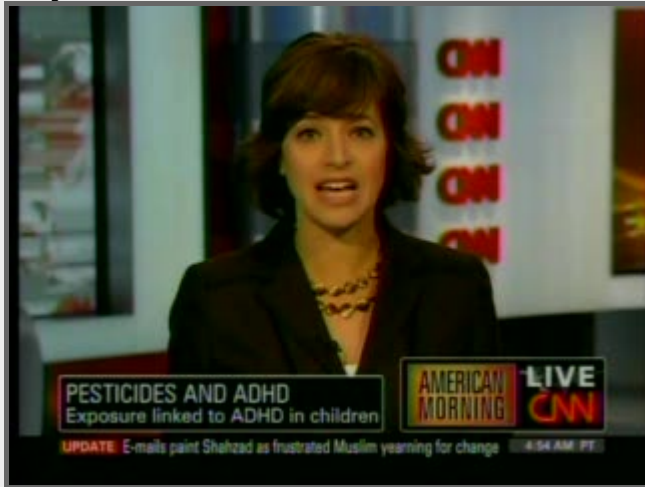 CNN
CNN
CNN
CNN
PESTICIDES AND ADHD
Exposure linked to ADHD in children
AMERICAN MORNING
LIVE
CNN
UPDATE E-mails paint Shahzad as frustrated Muslim yearning for change 4:54 AM PT